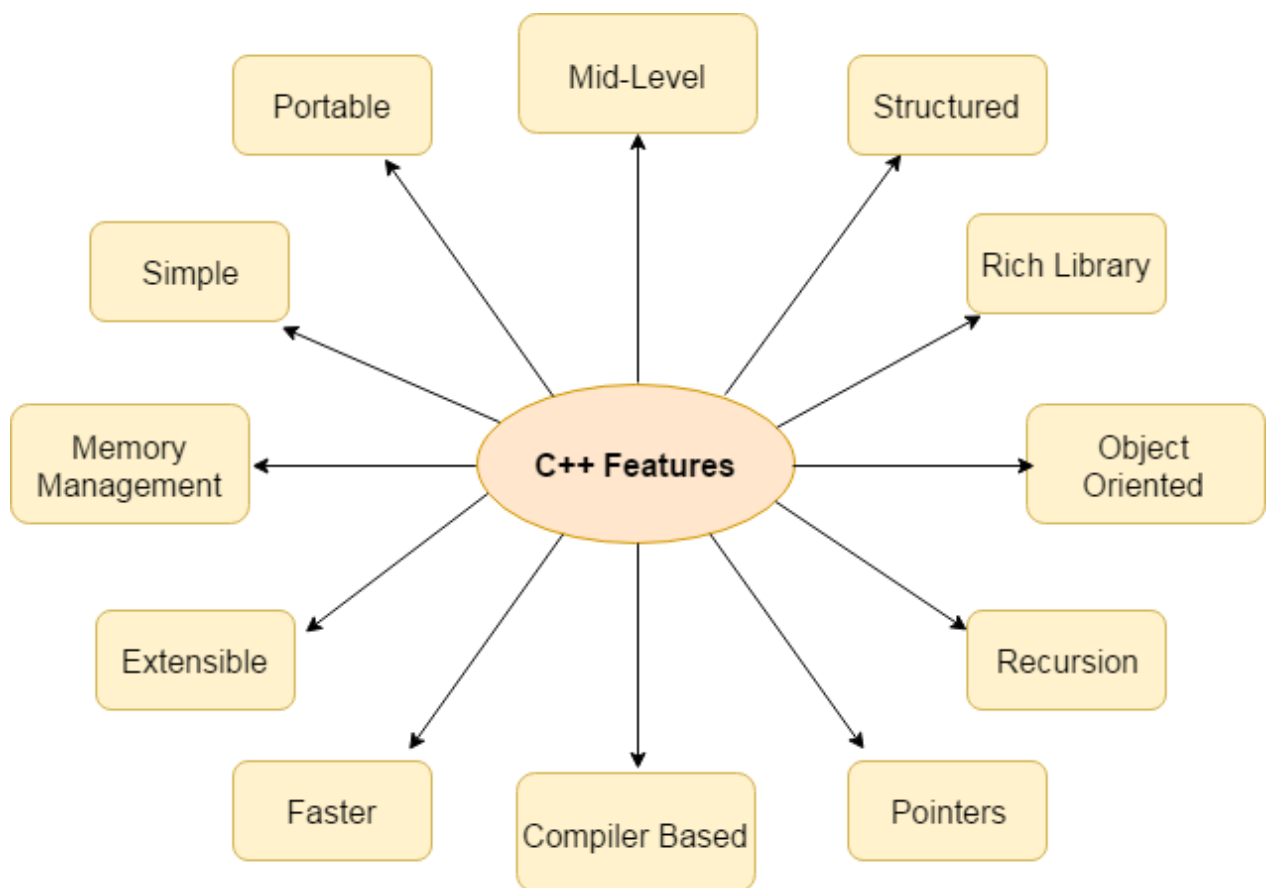 Mid-Level
Portable
Structured
Simple
Rich Library
Memory
Management
C++ Features
Object
Oriented
Extensible
Recursion
Faster
Compiler Based
Pointers